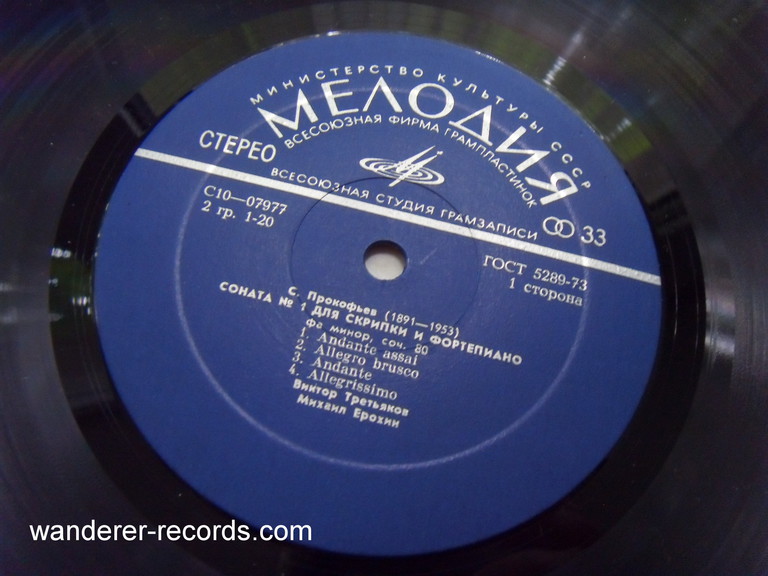 МИНИСТЕРСТВО КУЛЬТУРЫ СССР
МЕЛОДИЯ
ВСЕСОЮЗНАЯ ФИРМА ГРАМПЛАСТИНОК
СТЕРЕО
ВСЕСОЮЗНАЯ СТУДИЯ ГРАМЗАПИСИ
33
С10—07977
2 гр. 1-20
ГОСТ 5289-73
1 сторона
С. Прокофьев (1891—1953)
СОНАТА № 1 ДЛЯ СКРИПКИ И ФОРТЕПИАНО
Фа минор, соч. 80
1. Andante assai
2. Allegro brusco
3. Andante
4. Allegrissimo
Виктор Третьяков
Михаил Ерохин
wanderer-records.com